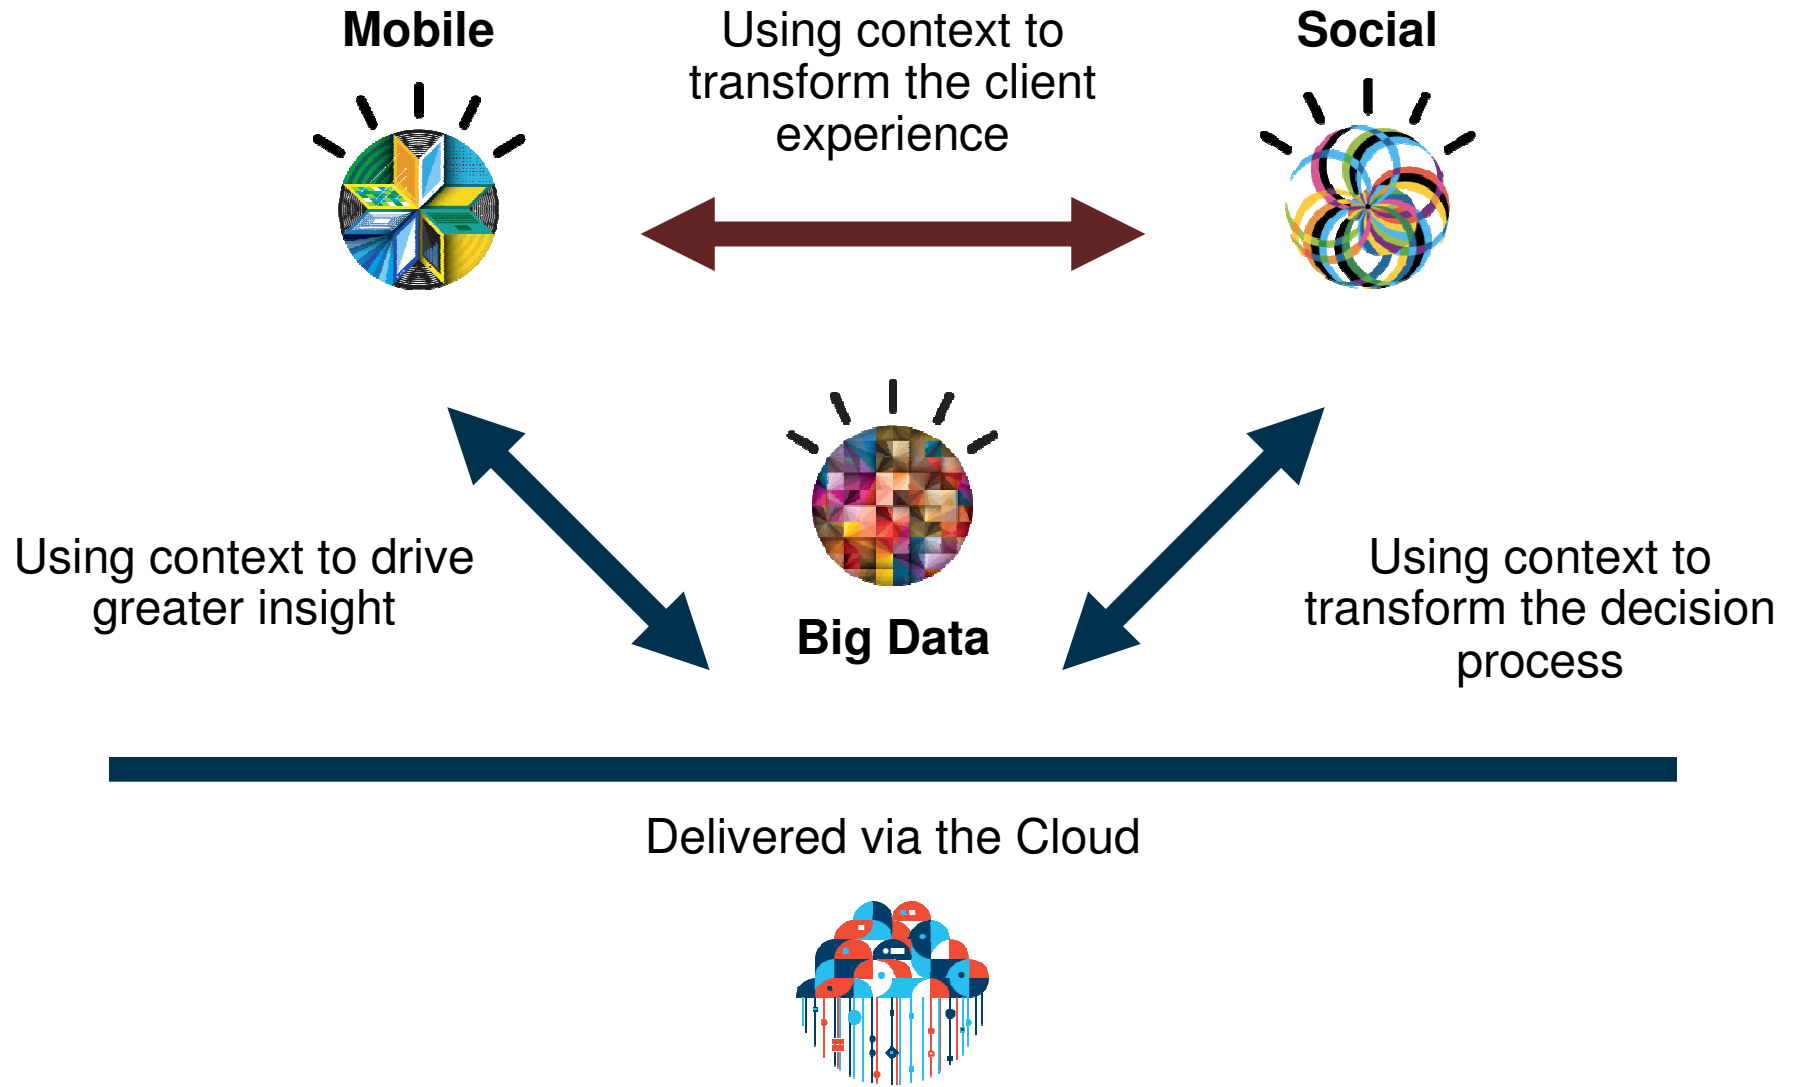 Mobile
Using context to
transform the client
experience
Social
Using context to drive
greater insight
Big Data
Using context to
transform the decision
process
Delivered via the Cloud